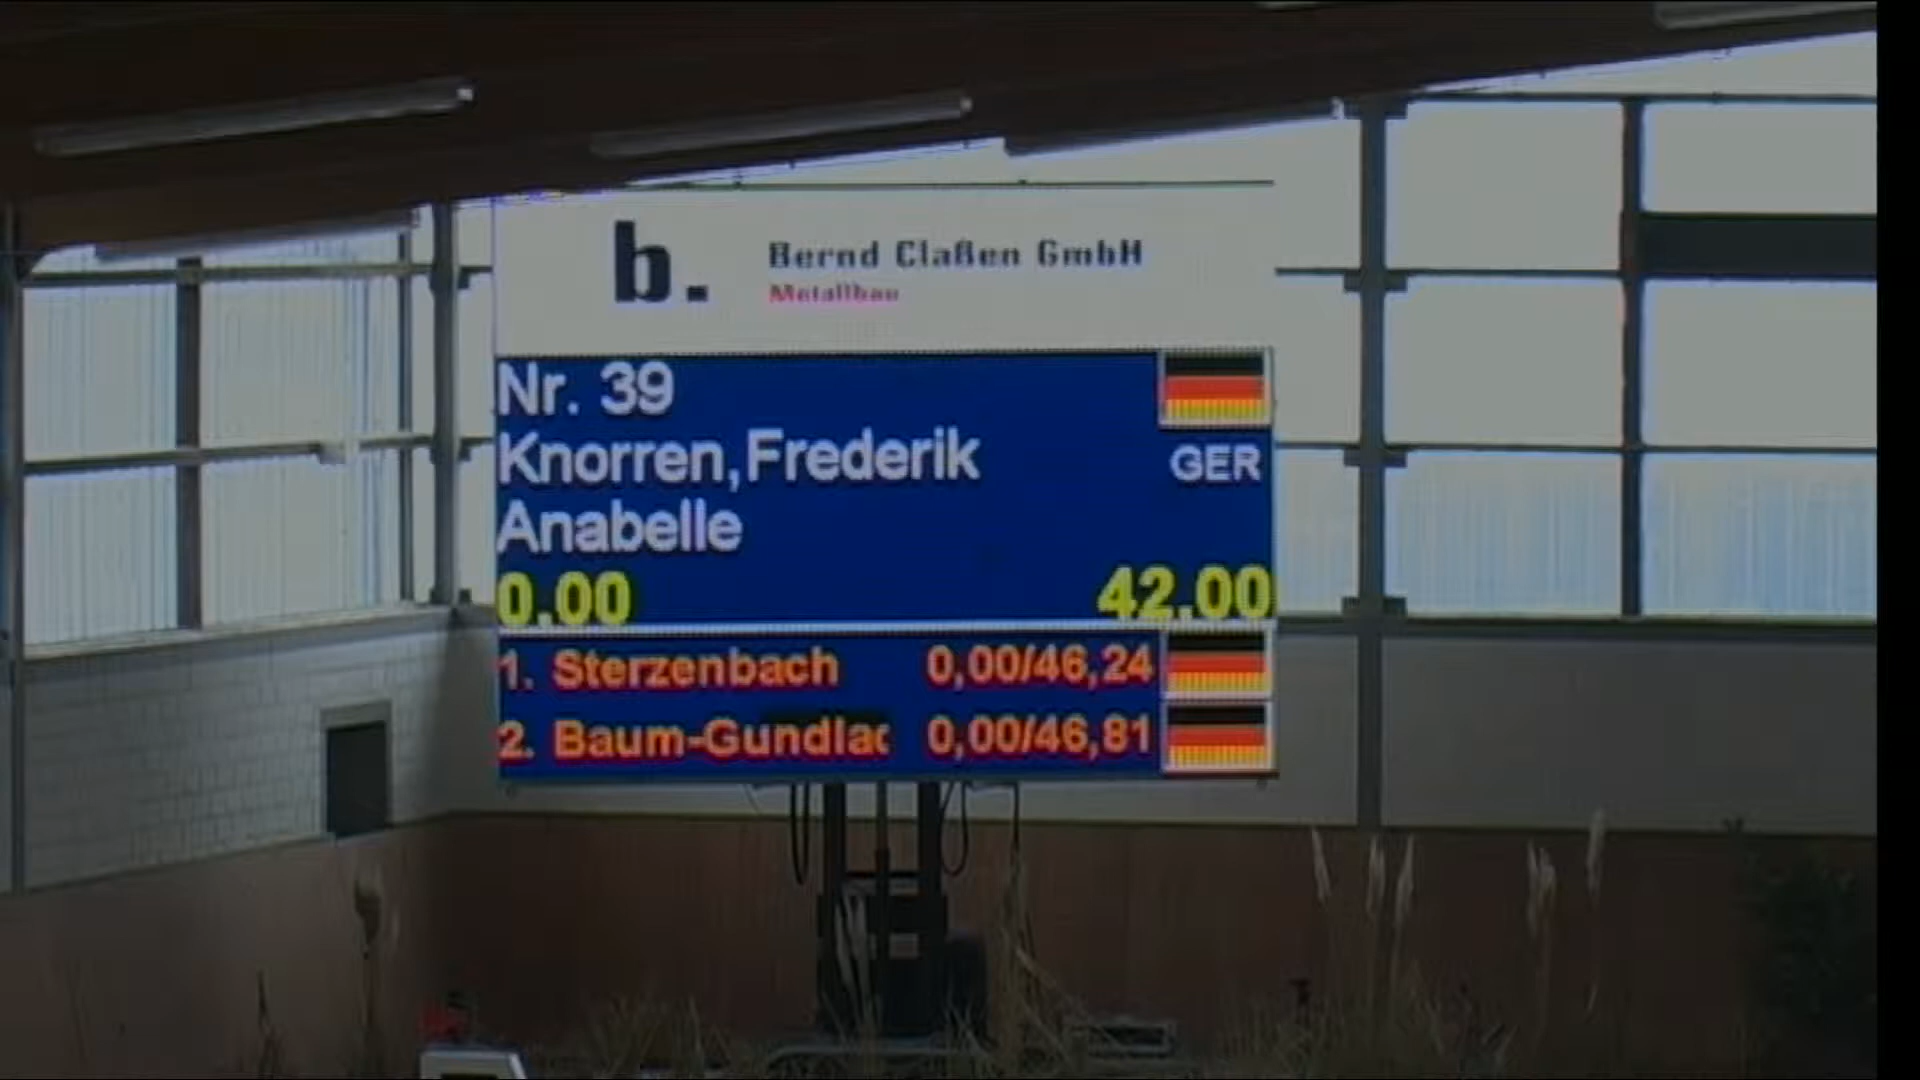 b.
Bernd Claßen GmbH
Metallbau
Nr. 39
Knorren,Frederik GER
Anabelle
0.00 42.00
1. Sterzenbach 0,00/46,24
2. Baum-Gundlac 0,00/46,81